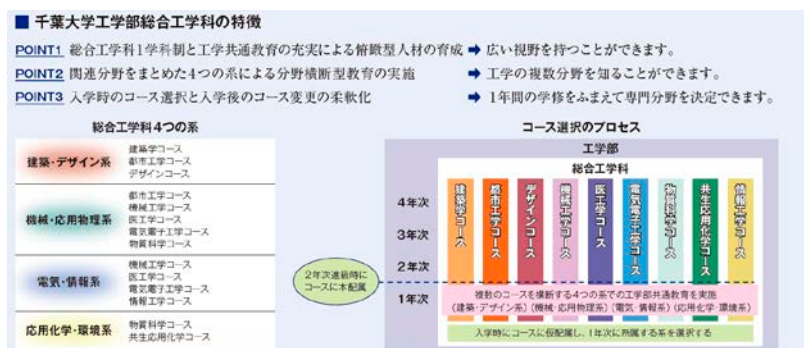 ■ 千葉大学工学部総合工学科の特徴
POINT1 総合工学科1学科制と工学共通教育の充実による俯瞰型人材の育成 ➡ 広い視野を持つことができます。
POINT2 関連分野をまとめた4つの系による分野横断型教育の実施 ➡ 工学の複数分野を知ることができます。
POINT3 入学時のコース選択と入学後のコース変更の柔軟化 ➡ 1年間の学修をふまえて専門分野を決定できます。
総合工学科4つの系
建築・デザイン系
建築学コース
都市工学コース
デザインコース
機械・応用物理系
都市工学コース
機械工学コース
医工学コース
電気電子工学コース
物質科学コース
電気・情報系
機械工学コース
医工学コース
電気電子工学コース
情報工学コース
応用化学・環境系
物質科学コース
共生応用化学コース
コース選択のプロセス
工学部
総合工学科
4年次
3年次
2年次
1年次
2年次進級時に
コースに本配属
建築学コース
都市工学コース
デザインコース
機械工学コース
医工学コース
電気電子工学コース
物質科学コース
共生応用化学コース
情報工学コース
複数のコースを横断する4つの系での工学部共通教育を実施
(建築・デザイン系)(機械・応用物理系)(電気・情報系)(応用化学・環境系)
入学時にコースに仮配属し、1年次に所属する系を選択する